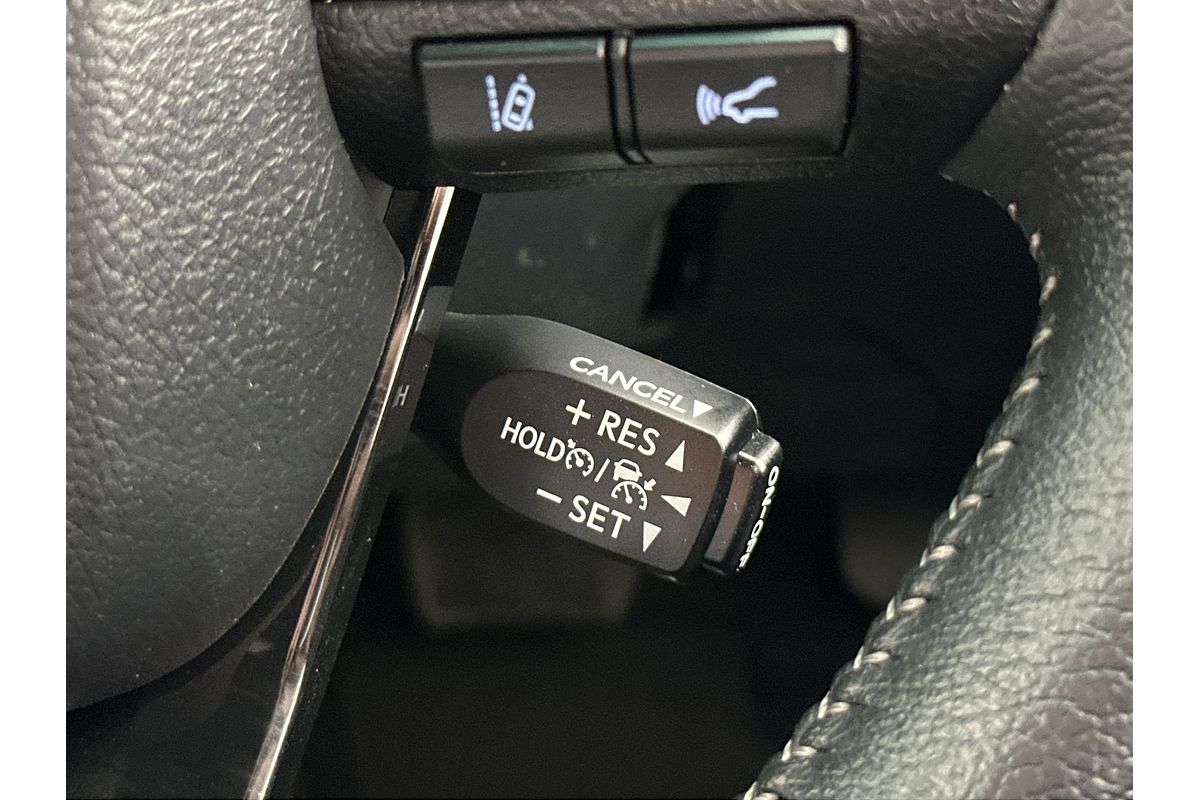 CANCEL▼
+ RES ▲
HOLD / ◀
– SET ▼
ON-OFF
H